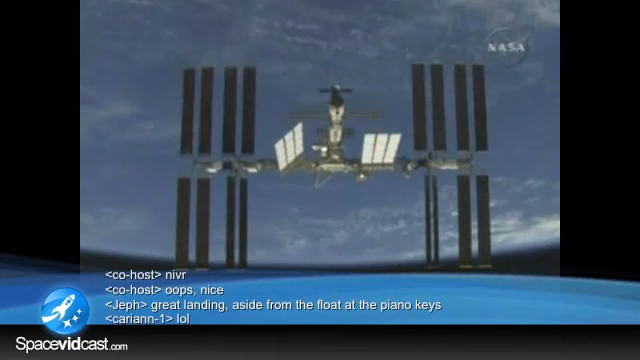 NASA
<co-host> nivr
<co-host> oops, nice
<Jeph> great landing, aside from the float at the piano keys
<cariann-1> lol
Spacevidcast.com